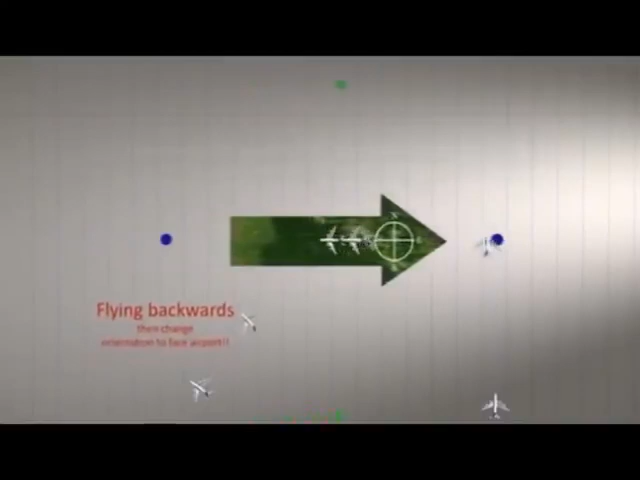 Flying backwards
then change
orientation to face airport!!